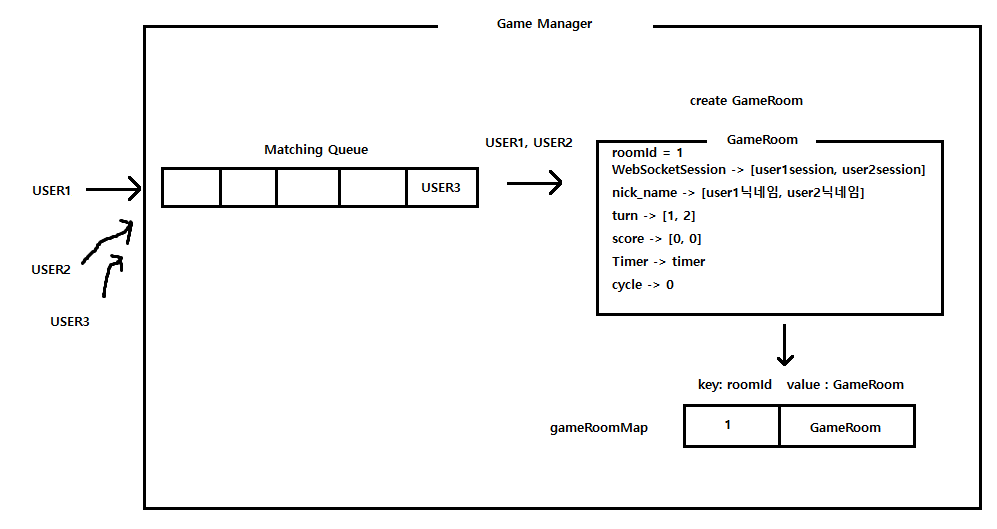 Game Manager
create GameRoom
USER1
USER2
USER3
Matching Queue
USER3
USER1, USER2
GameRoom
roomId = 1
WebSocketSession -> [user1session, user2session]
nick_name -> [user1닉네임, user2닉네임]
turn -> [1, 2]
score -> [0, 0]
Timer -> timer
cycle -> 0
key: roomId value : GameRoom
gameRoomMap
1
GameRoom